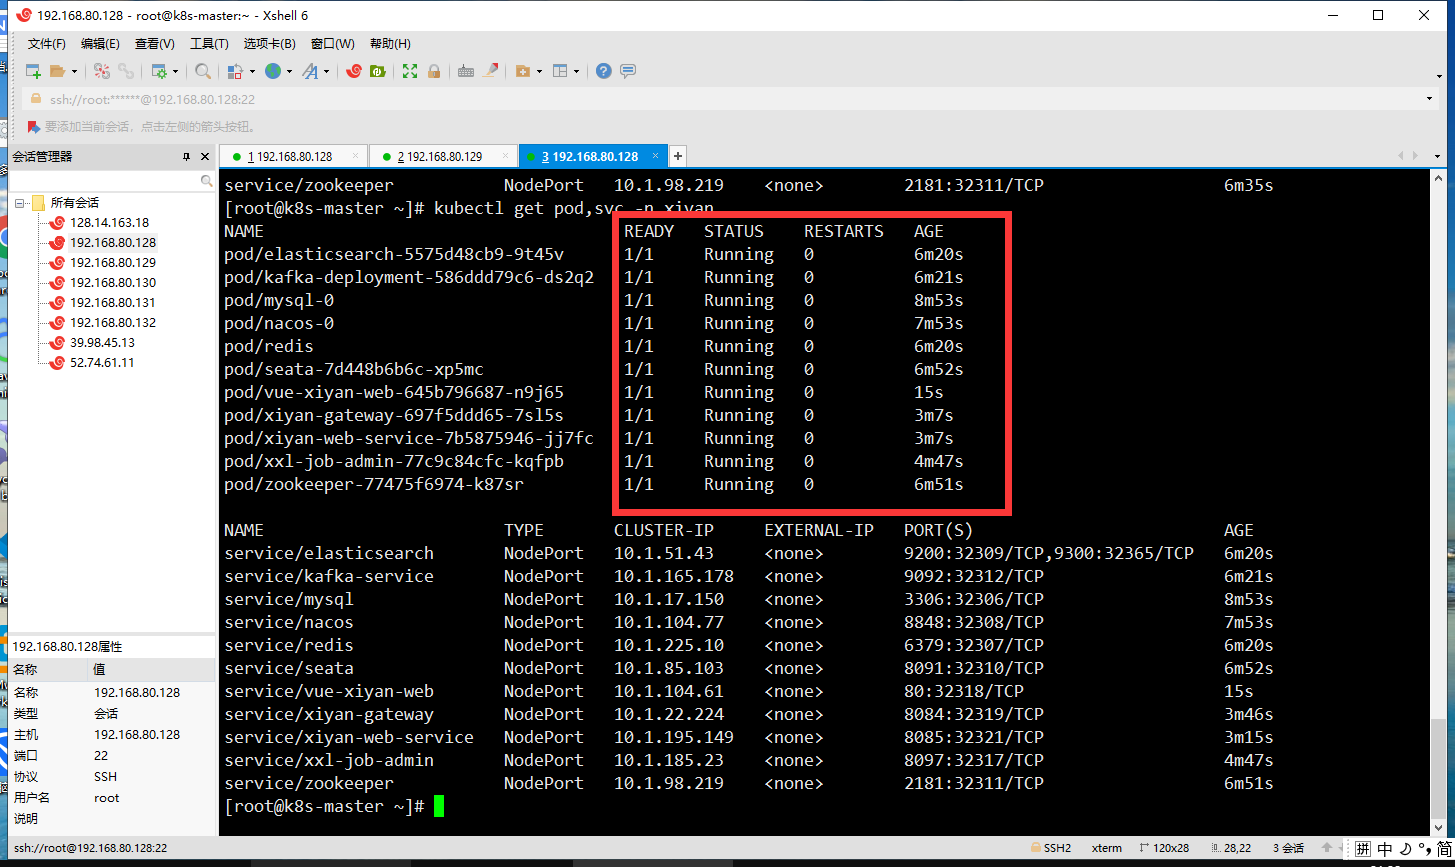 192.168.80.128 - root@k8s-master:~ - Xshell 6
文件(F) 编辑(E) 查看(V) 工具(T) 选项卡(B) 窗口(W) 帮助(H)
ssh://root:******@192.168.80.128:22
要添加当前会话，点击左侧的箭头按钮。
会话管理器
所有会话
128.14.163.18
192.168.80.128
192.168.80.129
192.168.80.130
192.168.80.131
192.168.80.132
39.98.45.13
52.74.61.11
192.168.80.128属性
名称 值
名称 192.168.80.128
类型 会话
主机 192.168.80.128
端口 22
协议 SSH
用户名 root
说明
1 192.168.80.128 2 192.168.80.129 3 192.168.80.128 +
service/zookeeper NodePort 10.1.98.219 <none> 2181:32311/TCP 6m35s
[root@k8s-master ~]# kubectl get pod,svc -n xiyan
NAME READY STATUS RESTARTS AGE
pod/elasticsearch-5575d48cb9-9t45v 1/1 Running 0 6m20s
pod/kafka-deployment-586ddd79c6-ds2q2 1/1 Running 0 6m21s
pod/mysql-0 1/1 Running 0 8m53s
pod/nacos-0 1/1 Running 0 7m53s
pod/redis 1/1 Running 0 6m20s
pod/seata-7d448b6b6c-xp5mc 1/1 Running 0 6m52s
pod/vue-xiyan-web-645b796687-n9j65 1/1 Running 0 15s
pod/xiyan-gateway-697f5ddd65-7sl5s 1/1 Running 0 3m7s
pod/xiyan-web-service-7b5875946-jj7fc 1/1 Running 0 3m7s
pod/xxl-job-admin-77c9c84cfc-kqfpb 1/1 Running 0 4m47s
pod/zookeeper-77475f6974-k87sr 1/1 Running 0 6m51s
NAME TYPE CLUSTER-IP EXTERNAL-IP PORT(S) AGE
service/elasticsearch NodePort 10.1.51.43 <none> 9200:32309/TCP,9300:32365/TCP 6m20s
service/kafka-service NodePort 10.1.165.178 <none> 9092:32312/TCP 6m21s
service/mysql NodePort 10.1.17.150 <none> 3306:32306/TCP 8m53s
service/nacos NodePort 10.1.104.77 <none> 8848:32308/TCP 7m53s
service/redis NodePort 10.1.225.10 <none> 6379:32307/TCP 6m20s
service/seata NodePort 10.1.85.103 <none> 8091:32310/TCP 6m52s
service/vue-xiyan-web NodePort 10.1.104.61 <none> 80:32318/TCP 15s
service/xiyan-gateway NodePort 10.1.22.224 <none> 8084:32319/TCP 3m46s
service/xiyan-web-service NodePort 10.1.195.149 <none> 8085:32321/TCP 3m15s
service/xxl-job-admin NodePort 10.1.185.23 <none> 8097:32317/TCP 4m47s
service/zookeeper NodePort 10.1.98.219 <none> 2181:32311/TCP 6m51s
[root@k8s-master ~]#
ssh://root@192.168.80.128:22 SSH2 xterm 120x28 28,22 3 会话 拼 中 简